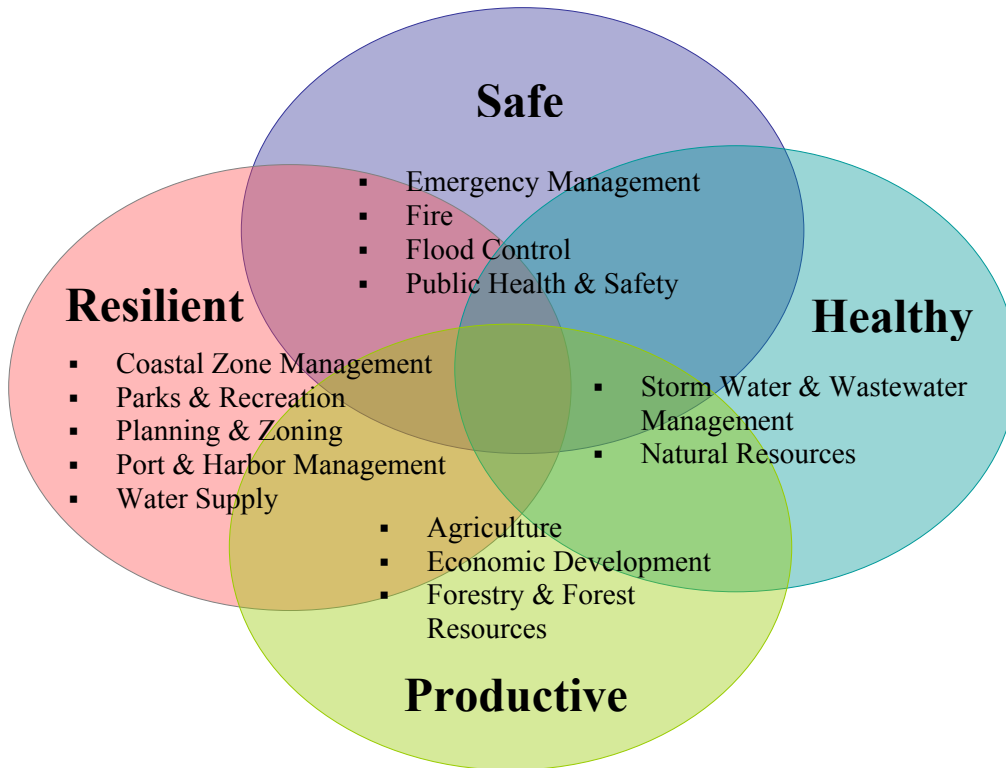 Safe
▪ Emergency Management
▪ Fire
▪ Flood Control
▪ Public Health & Safety
Resilient
▪ Coastal Zone Management
▪ Parks & Recreation
▪ Planning & Zoning
▪ Port & Harbor Management
▪ Water Supply
Healthy
▪ Storm Water & Wastewater
Management
▪ Natural Resources
▪ Agriculture
▪ Economic Development
▪ Forestry & Forest
Resources
Productive